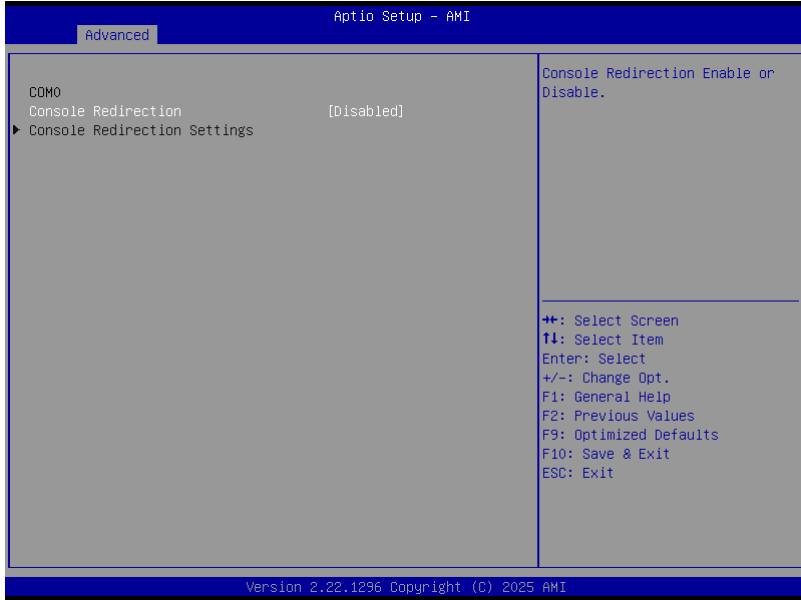 Aptio Setup – AMI
Advanced
COM0
Console Redirection [Disabled]
Console Redirection Settings
Console Redirection Enable or
Disable.
→←: Select Screen
↑↓: Select Item
Enter: Select
+/-: Change Opt.
F1: General Help
F2: Previous Values
F9: Optimized Defaults
F10: Save & Exit
ESC: Exit
Version 2.22.1296 Copyright (C) 2025 AMI